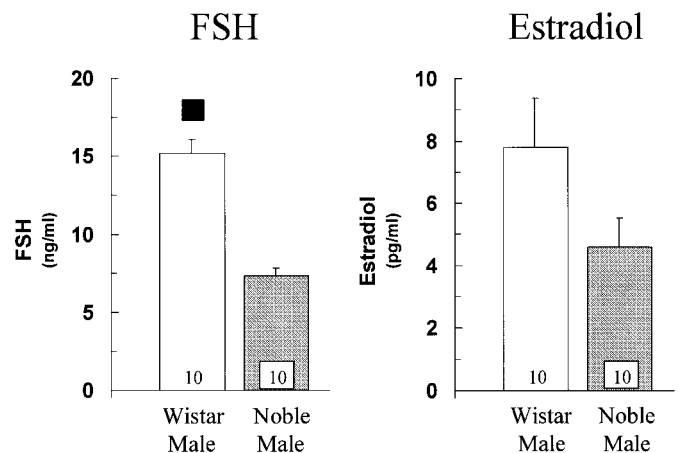 FSH
20
15
10
5
0
FSH
(ng/ml)
10
10
Wistar
Male
Noble
Male
Estradiol
10
8
6
4
2
0
Estradiol
(pg/ml)
10
10
Wistar
Male
Noble
Male